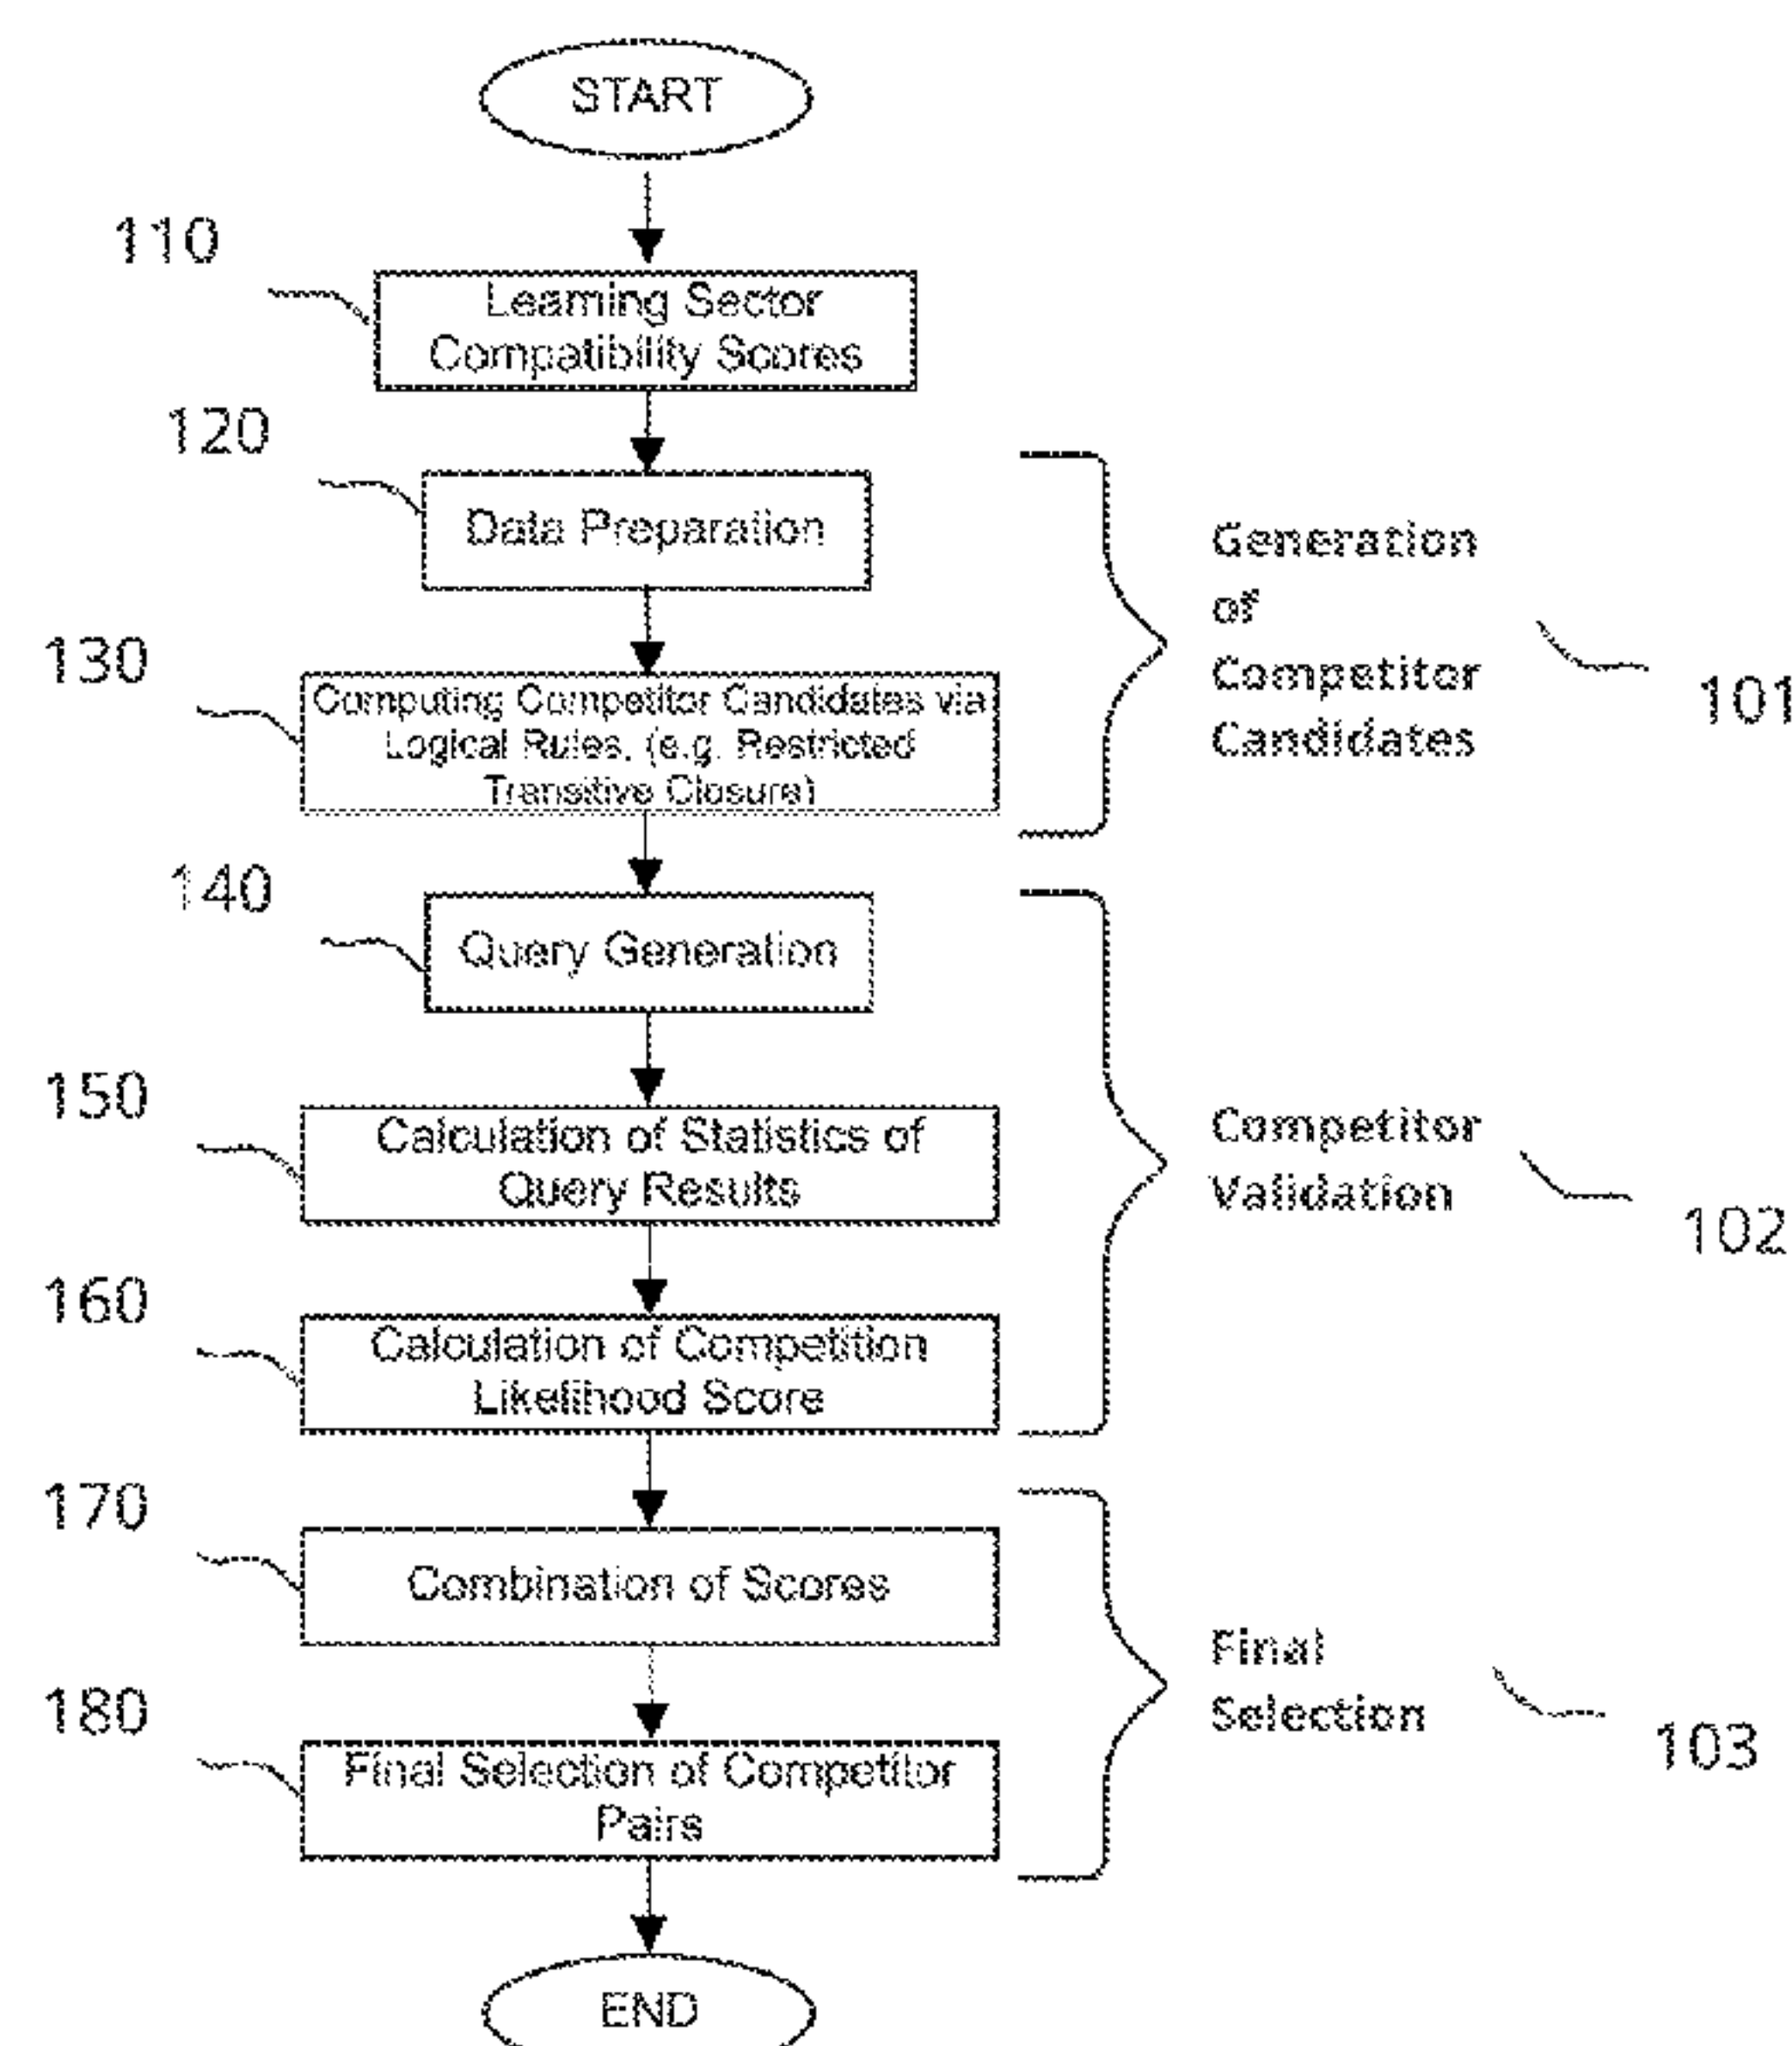 START
110
Learning Sector
Compatibility Scores
120
Data Preparation
Generation
of
Competitor
Candidates
101
130
Computing Competitor Candidates via
Logical Rules, (e.g. Restricted
Transitive Closure)
140
Query Generation
150
Calculation of Statistics of
Query Results
Competitor
Validation
102
160
Calculation of Competition
Likelihood Score
170
Combination of Scores
Final
Selection
103
180
Final Selection of Competitor
Pairs
END